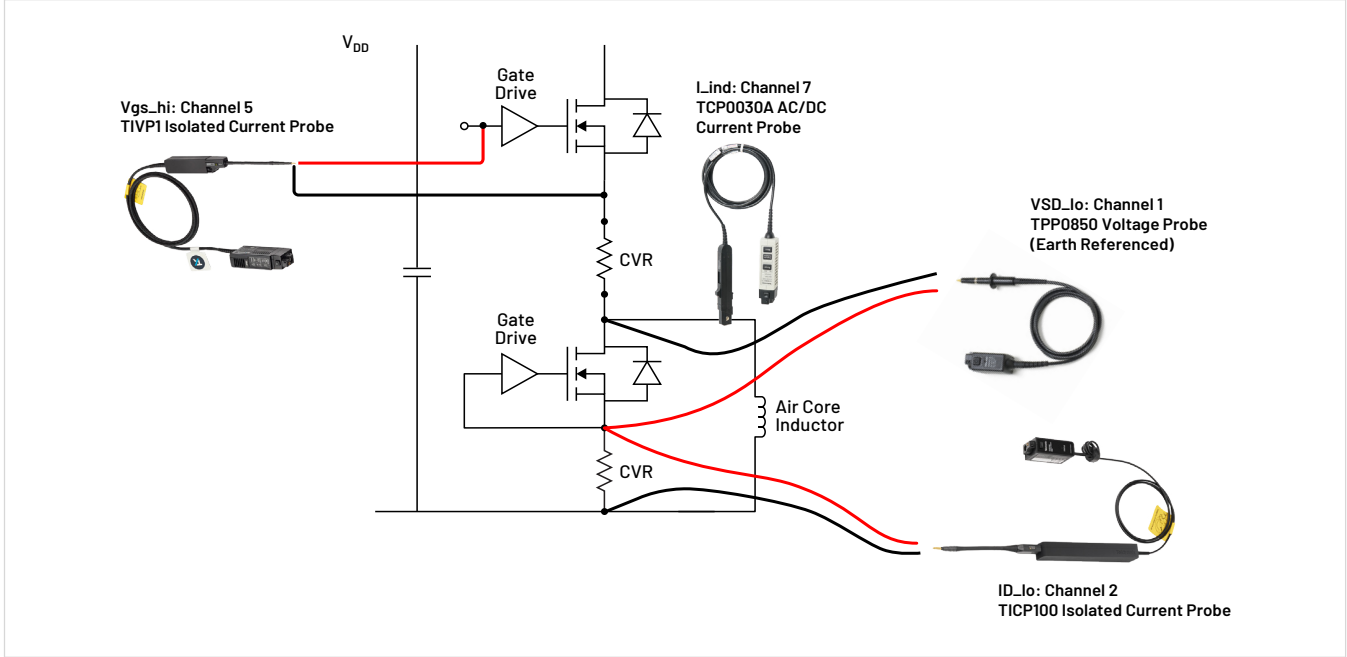 V_DD
Gate
Drive
Vgs_hi: Channel 5
TIVP1 Isolated Current Probe
I_ind: Channel 7
TCP0030A AC/DC
Current Probe
VSD_lo: Channel 1
TPP0850 Voltage Probe
(Earth Referenced)
CVR
Gate
Drive
Air Core
Inductor
CVR
ID_lo: Channel 2
TICP100 Isolated Current Probe